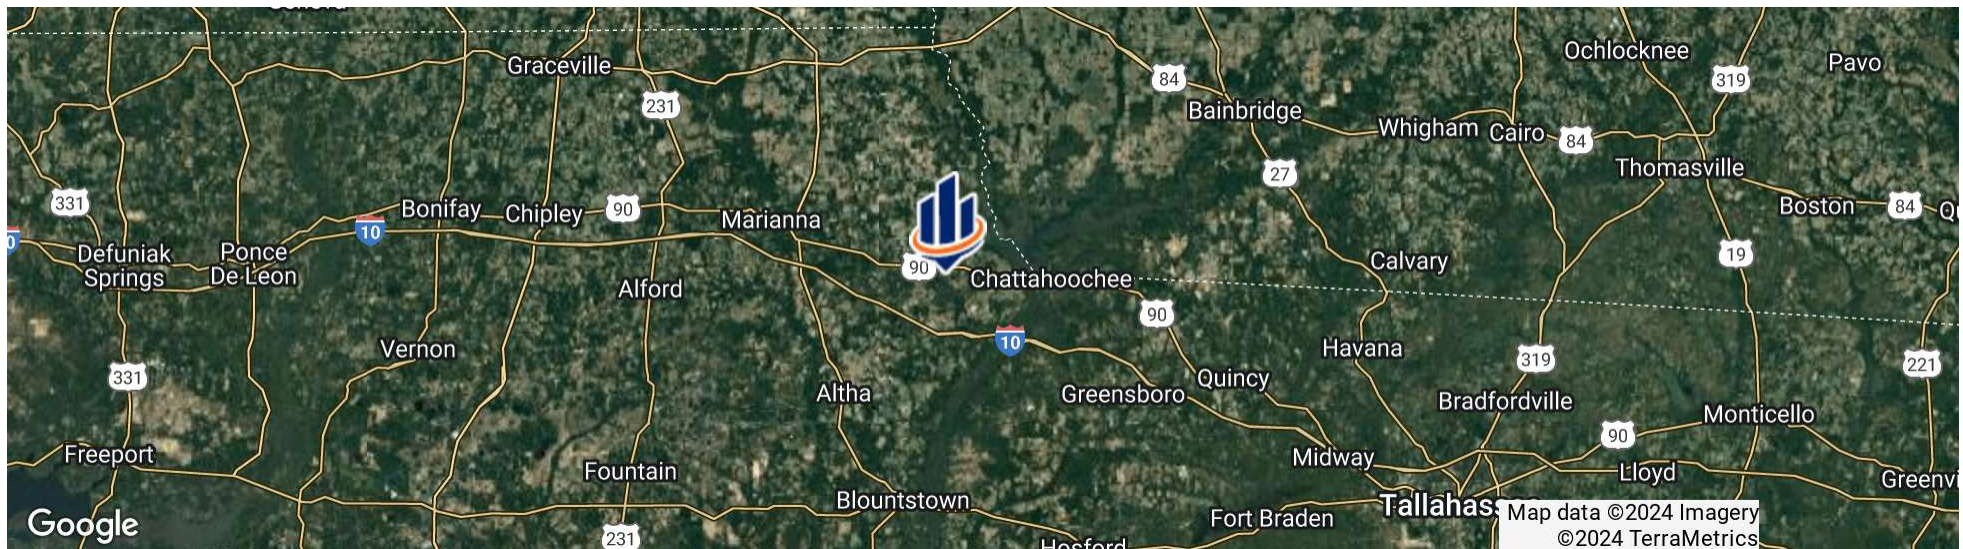 Graceville
231
84
Bainbridge
Ochlocknee
319
Pavo
Whigham
Cairo
84
Thomasville
27
331
Bonifay
Chipley
90
Marianna
Boston
84
10
Defuniak
Springs
Ponce
De Leon
90
Chattahoochee
Calvary
19
Alford
90
10
Vernon
Havana
319
221
331
Altha
Greensboro
Quincy
Bradfordville
Monticello
90
Freeport
Fountain
Midway
Lloyd
Greenvi
Blountstown
Tallahass
Fort Braden
231
Hosford
Google
Map data ©2024 Imagery
©2024 TerraMetrics